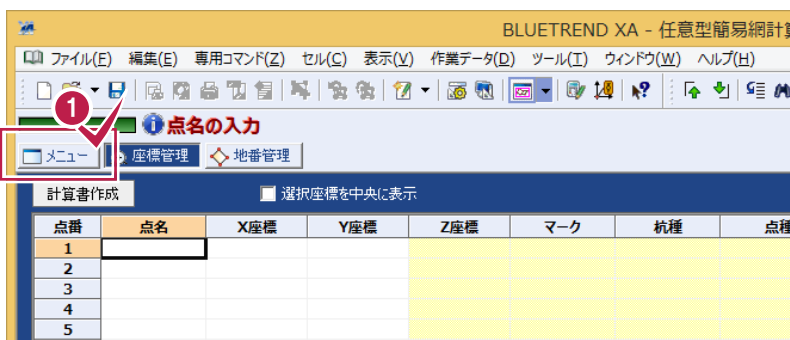 BLUETREND XA - 任意型簡易網計算
ファイル(F) 編集(E) 専用コマンド(Z) セル(C) 表示(V) 作業データ(D) ツール(T) ウィンドウ(W) ヘルプ(H)
1
点名の入力
メニュー 座標管理 地番管理
計算書作成 選択座標を中央に表示
点番 点名 X座標 Y座標 Z座標 マーク 杭種 点種
1
2
3
4
5